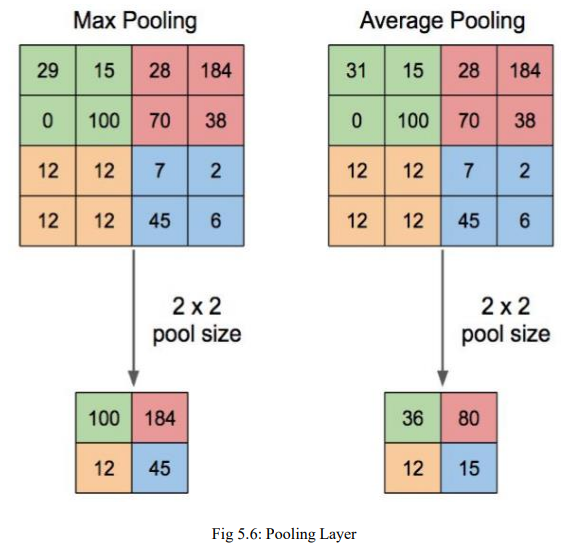 Max Pooling
29 15 28 184
0 100 70 38
12 12 7 2
12 12 45 6
2 x 2
pool size
100 184
12 45
Average Pooling
31 15 28 184
0 100 70 38
12 12 7 2
12 12 45 6
2 x 2
pool size
36 80
12 15
Fig 5.6: Pooling Layer